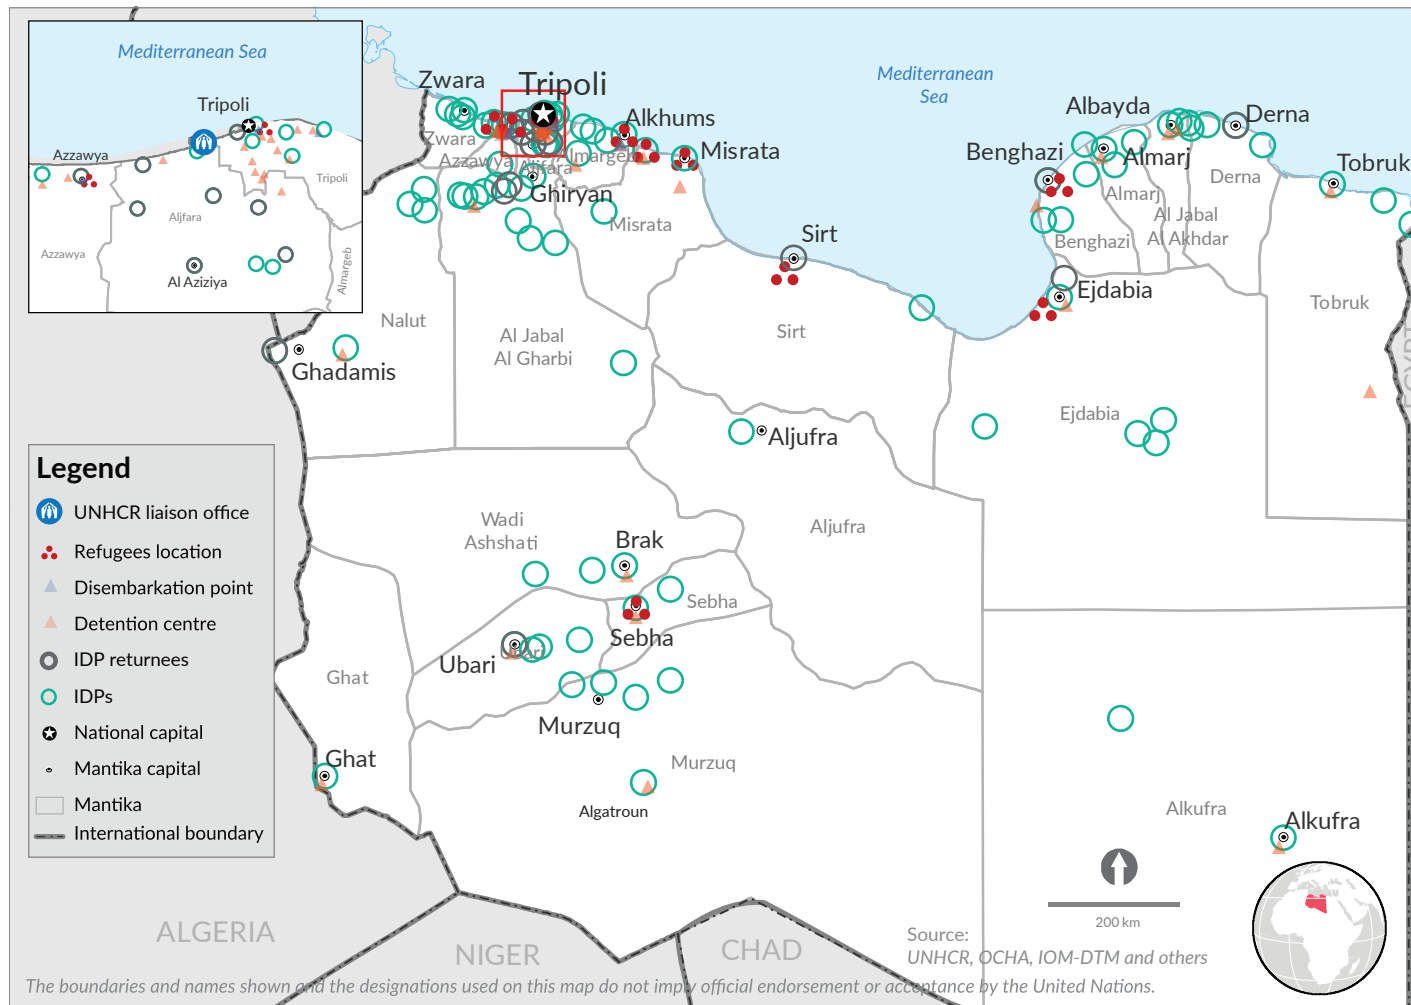 Mediterranean Sea
Tripoli
Azzawya
Tripoli
Aljfara
Azzawya
Almargeb
Al Aziziya
Zwara
Tripoli
Alkhums
Misrata
Zwara
Azzawya
Aljfara
lmargeb
Ghiryan
Misrata
Mediterranean
Sea
Albayda
Derna
Benghazi
Almarj
Tobruk
Almarj
Derna
Al Jabal
Al Akhdar
Benghazi
Sirt
Ejdabia
Tobruk
EGYPT
Nalut
Al Jabal
Al Gharbi
Sirt
Ghadamis
Ejdabia
Aljufra
Aljufra
Wadi
Ashshati
Brak
Sebha
Sebha
Ubari
Ubari
Ghat
Murzuq
Murzuq
Ghat
Algatroun
Alkufra
Alkufra
Legend
UNHCR liaison office
Refugees location
Disembarkation point
Detention centre
IDP returnees
IDPs
National capital
Mantika capital
Mantika
International boundary
200 km
ALGERIA
NIGER
CHAD
Source:
UNHCR, OCHA, IOM-DTM and others
The boundaries and names shown and the designations used on this map do not imply official endorsement or acceptance by the United Nations.